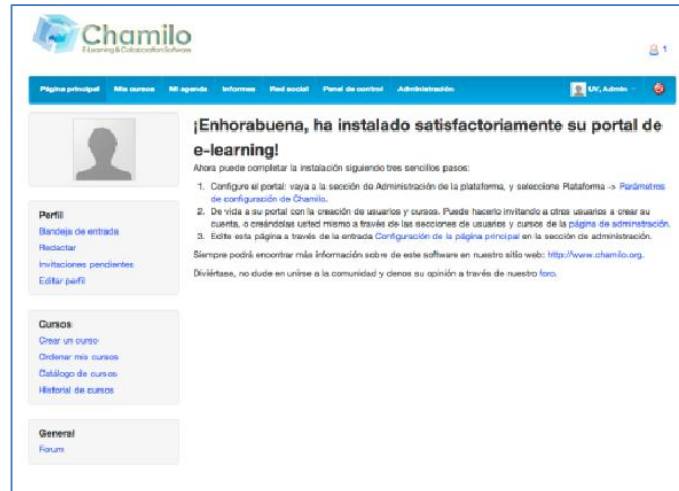 Chamilo
E-Learning & Collaboration Software
1
Página principal Mis cursos Mi agenda Informes Red social Panel de control Administración UV, Admin
¡Enhorabuena, ha instalado satisfactoriamente su portal de
e-learning!
Ahora puede completar la instalación siguiendo tres sencillos pasos:
1. Configure el portal: vaya a la sección de Administración de la plataforma, y seleccione Plataforma -> Parámetros
de configuración de Chamilo.
2. De vida a su portal con la creación de usuarios y cursos. Puede hacerlo invitando a otros usuarios a crear su
cuenta, o creándolas usted mismo a través de las secciones de usuarios y cursos de la página de administración.
3. Edite esta página a través de la entrada Configuración de la página principal en la sección de administración.
Siempre podrá encontrar más información sobre de este software en nuestro sitio web: http://www.chamilo.org.
Diviértase, no dude en unirse a la comunidad y denos su opinión a través de nuestro foro.
Perfil
Bandeja de entrada
Redactar
Invitaciones pendientes
Editar perfil
Cursos
Crear un curso
Ordenar mis cursos
Catálogo de cursos
Historial de cursos
General
Forum